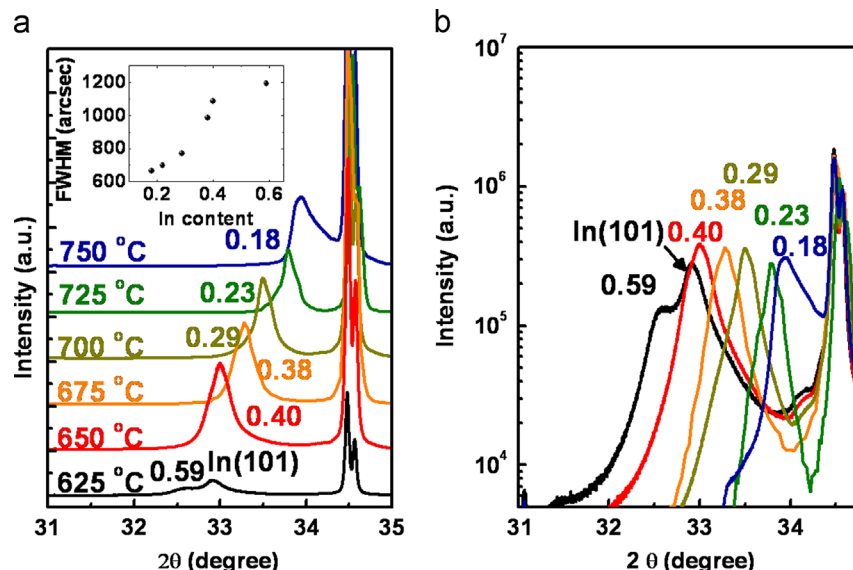 a
FWHM (arcsec)
1200
1000
800
600
0.2 0.4 0.6
In content
Intensity (a.u.)
750 °C
0.18
725 °C
0.23
700 °C
0.29
675 °C
0.38
650 °C
0.40
625 °C
0.59
In(101)
31 32 33 34 35
2θ (degree)
b
Intensity (a.u.)
10⁷
10⁶
10⁵
10⁴
0.29
0.38
0.23
In(101)
0.40
0.18
0.59
31 32 33 34
2 θ (degree)